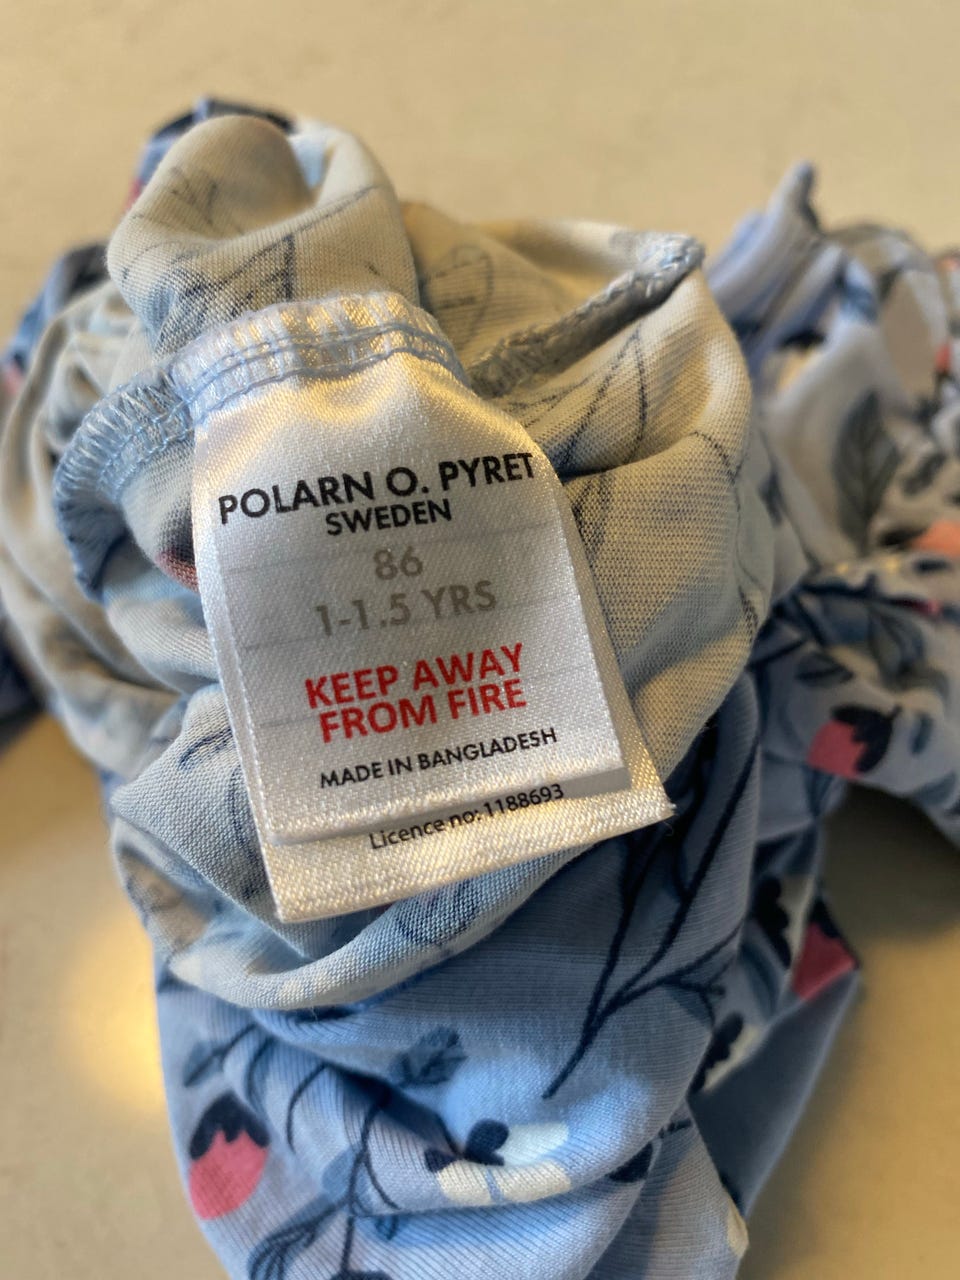 POLARN O. PYRET
SWEDEN
86
1-1.5 YRS
KEEP AWAY
FROM FIRE
MADE IN BANGLADESH
Licence no: 1188693